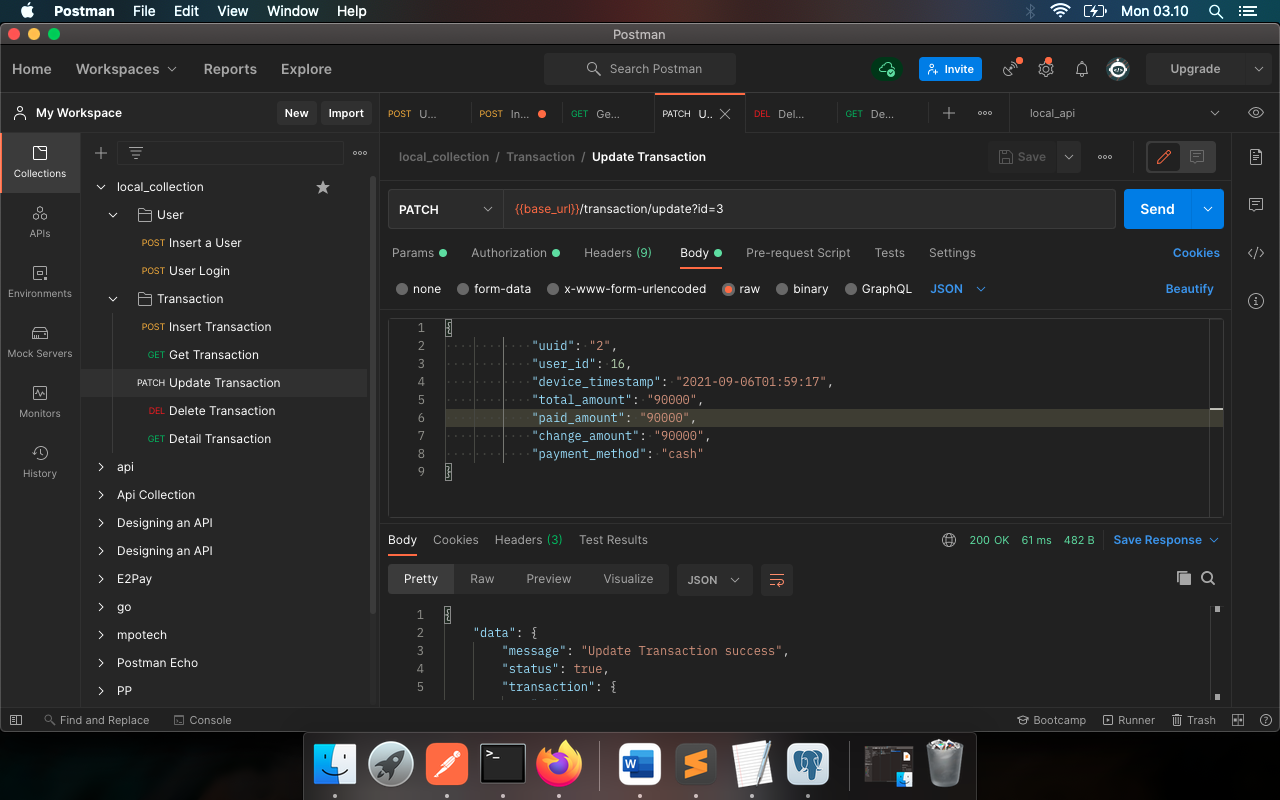 Postman File Edit View Window Help Mon 03.10
Postman
Home Workspaces Reports Explore Search Postman Invite Upgrade
My Workspace New Import
POST U... POST In... GET Ge... PATCH U.. DEL Del... GET De... local_api
Collections
APIs
Environments
Mock Servers
Monitors
History
local_collection
User
POST Insert a User
POST User Login
Transaction
POST Insert Transaction
GET Get Transaction
PATCH Update Transaction
DEL Delete Transaction
GET Detail Transaction
api
Api Collection
Designing an API
Designing an API
E2Pay
go
mpotech
Postman Echo
PP
local_collection / Transaction / Update Transaction Save
PATCH {{base_url}}/transaction/update?id=3 Send
Params Authorization Headers (9) Body Pre-request Script Tests Settings Cookies
none form-data x-www-form-urlencoded raw binary GraphQL JSON Beautify
1 {
2 "uuid": "2",
3 "user_id": 16,
4 "device_timestamp": "2021-09-06T01:59:17",
5 "total_amount": "90000",
6 "paid_amount": "90000",
7 "change_amount": "90000",
8 "payment_method": "cash"
9 }
Body Cookies Headers (3) Test Results 200 OK 61 ms 482 B Save Response
Pretty Raw Preview Visualize JSON
1 {
2 "data": {
3 "message": "Update Transaction success",
4 "status": true,
5 "transaction": {
Find and Replace Console Bootcamp Runner Trash